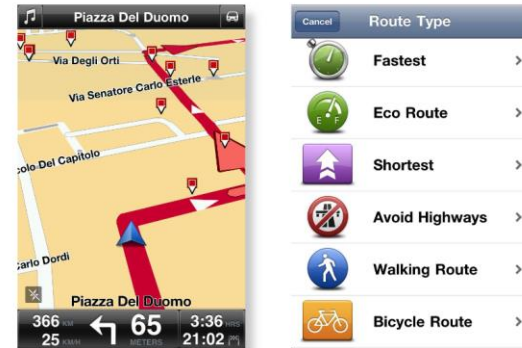 Piazza Del Duomo
Via Degli Orti
Via Senatore Carlo Esterle
colo Del Capitolo
Carlo Dordi
Piazza Del Duomo
366 KM
25 KM/H
65
METERS
3:36 HRS
21:02
Cancel
Route Type
Fastest
E F
Eco Route
Shortest
Avoid Highways
Walking Route
Bicycle Route